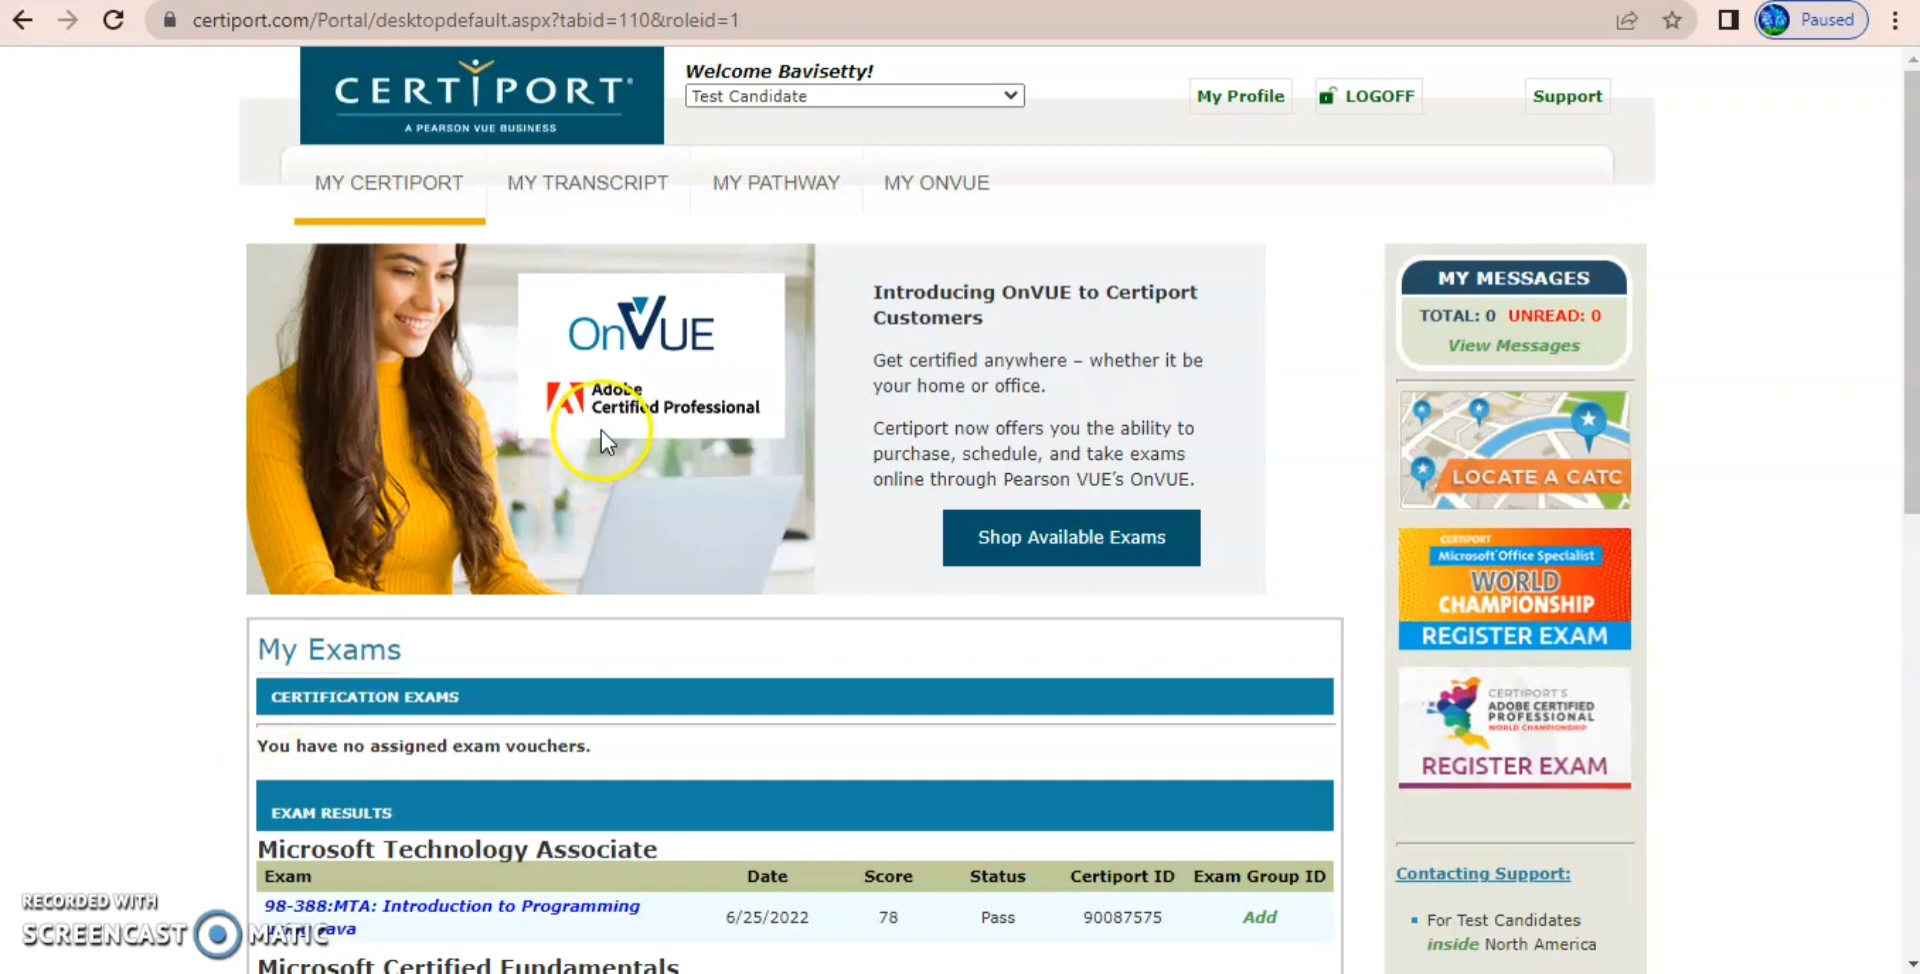 certiport.com/Portal/desktopdefault.aspx?tabid=110&roleid=1
Paused
CERTIPORT®
A PEARSON VUE BUSINESS
Welcome Bavisetty!
Test Candidate
My Profile
LOGOFF
Support
MY CERTIPORT
MY TRANSCRIPT
MY PATHWAY
MY ONVUE
OnVUE
Adobe
Certified Professional
Introducing OnVUE to Certiport
Customers
Get certified anywhere – whether it be
your home or office.
Certiport now offers you the ability to
purchase, schedule, and take exams
online through Pearson VUE’s OnVUE.
Shop Available Exams
My Exams
CERTIFICATION EXAMS
You have no assigned exam vouchers.
EXAM RESULTS
Microsoft Technology Associate
Exam Date Score Status Certiport ID Exam Group ID
98-388:MTA: Introduction to Programming
Java
6/25/2022 78 Pass 90087575 Add
Microsoft Certified Fundamentals
MY MESSAGES
TOTAL: 0 UNREAD: 0
View Messages
LOCATE A CATC
CERTIPORT
Microsoft Office Specialist
WORLD
CHAMPIONSHIP
REGISTER EXAM
CERTIPORT'S
ADOBE CERTIFIED
PROFESSIONAL
WORLD CHAMPIONSHIP
REGISTER EXAM
Contacting Support:
For Test Candidates
inside North America
RECORDED WITH
SCREENCAST MATIC